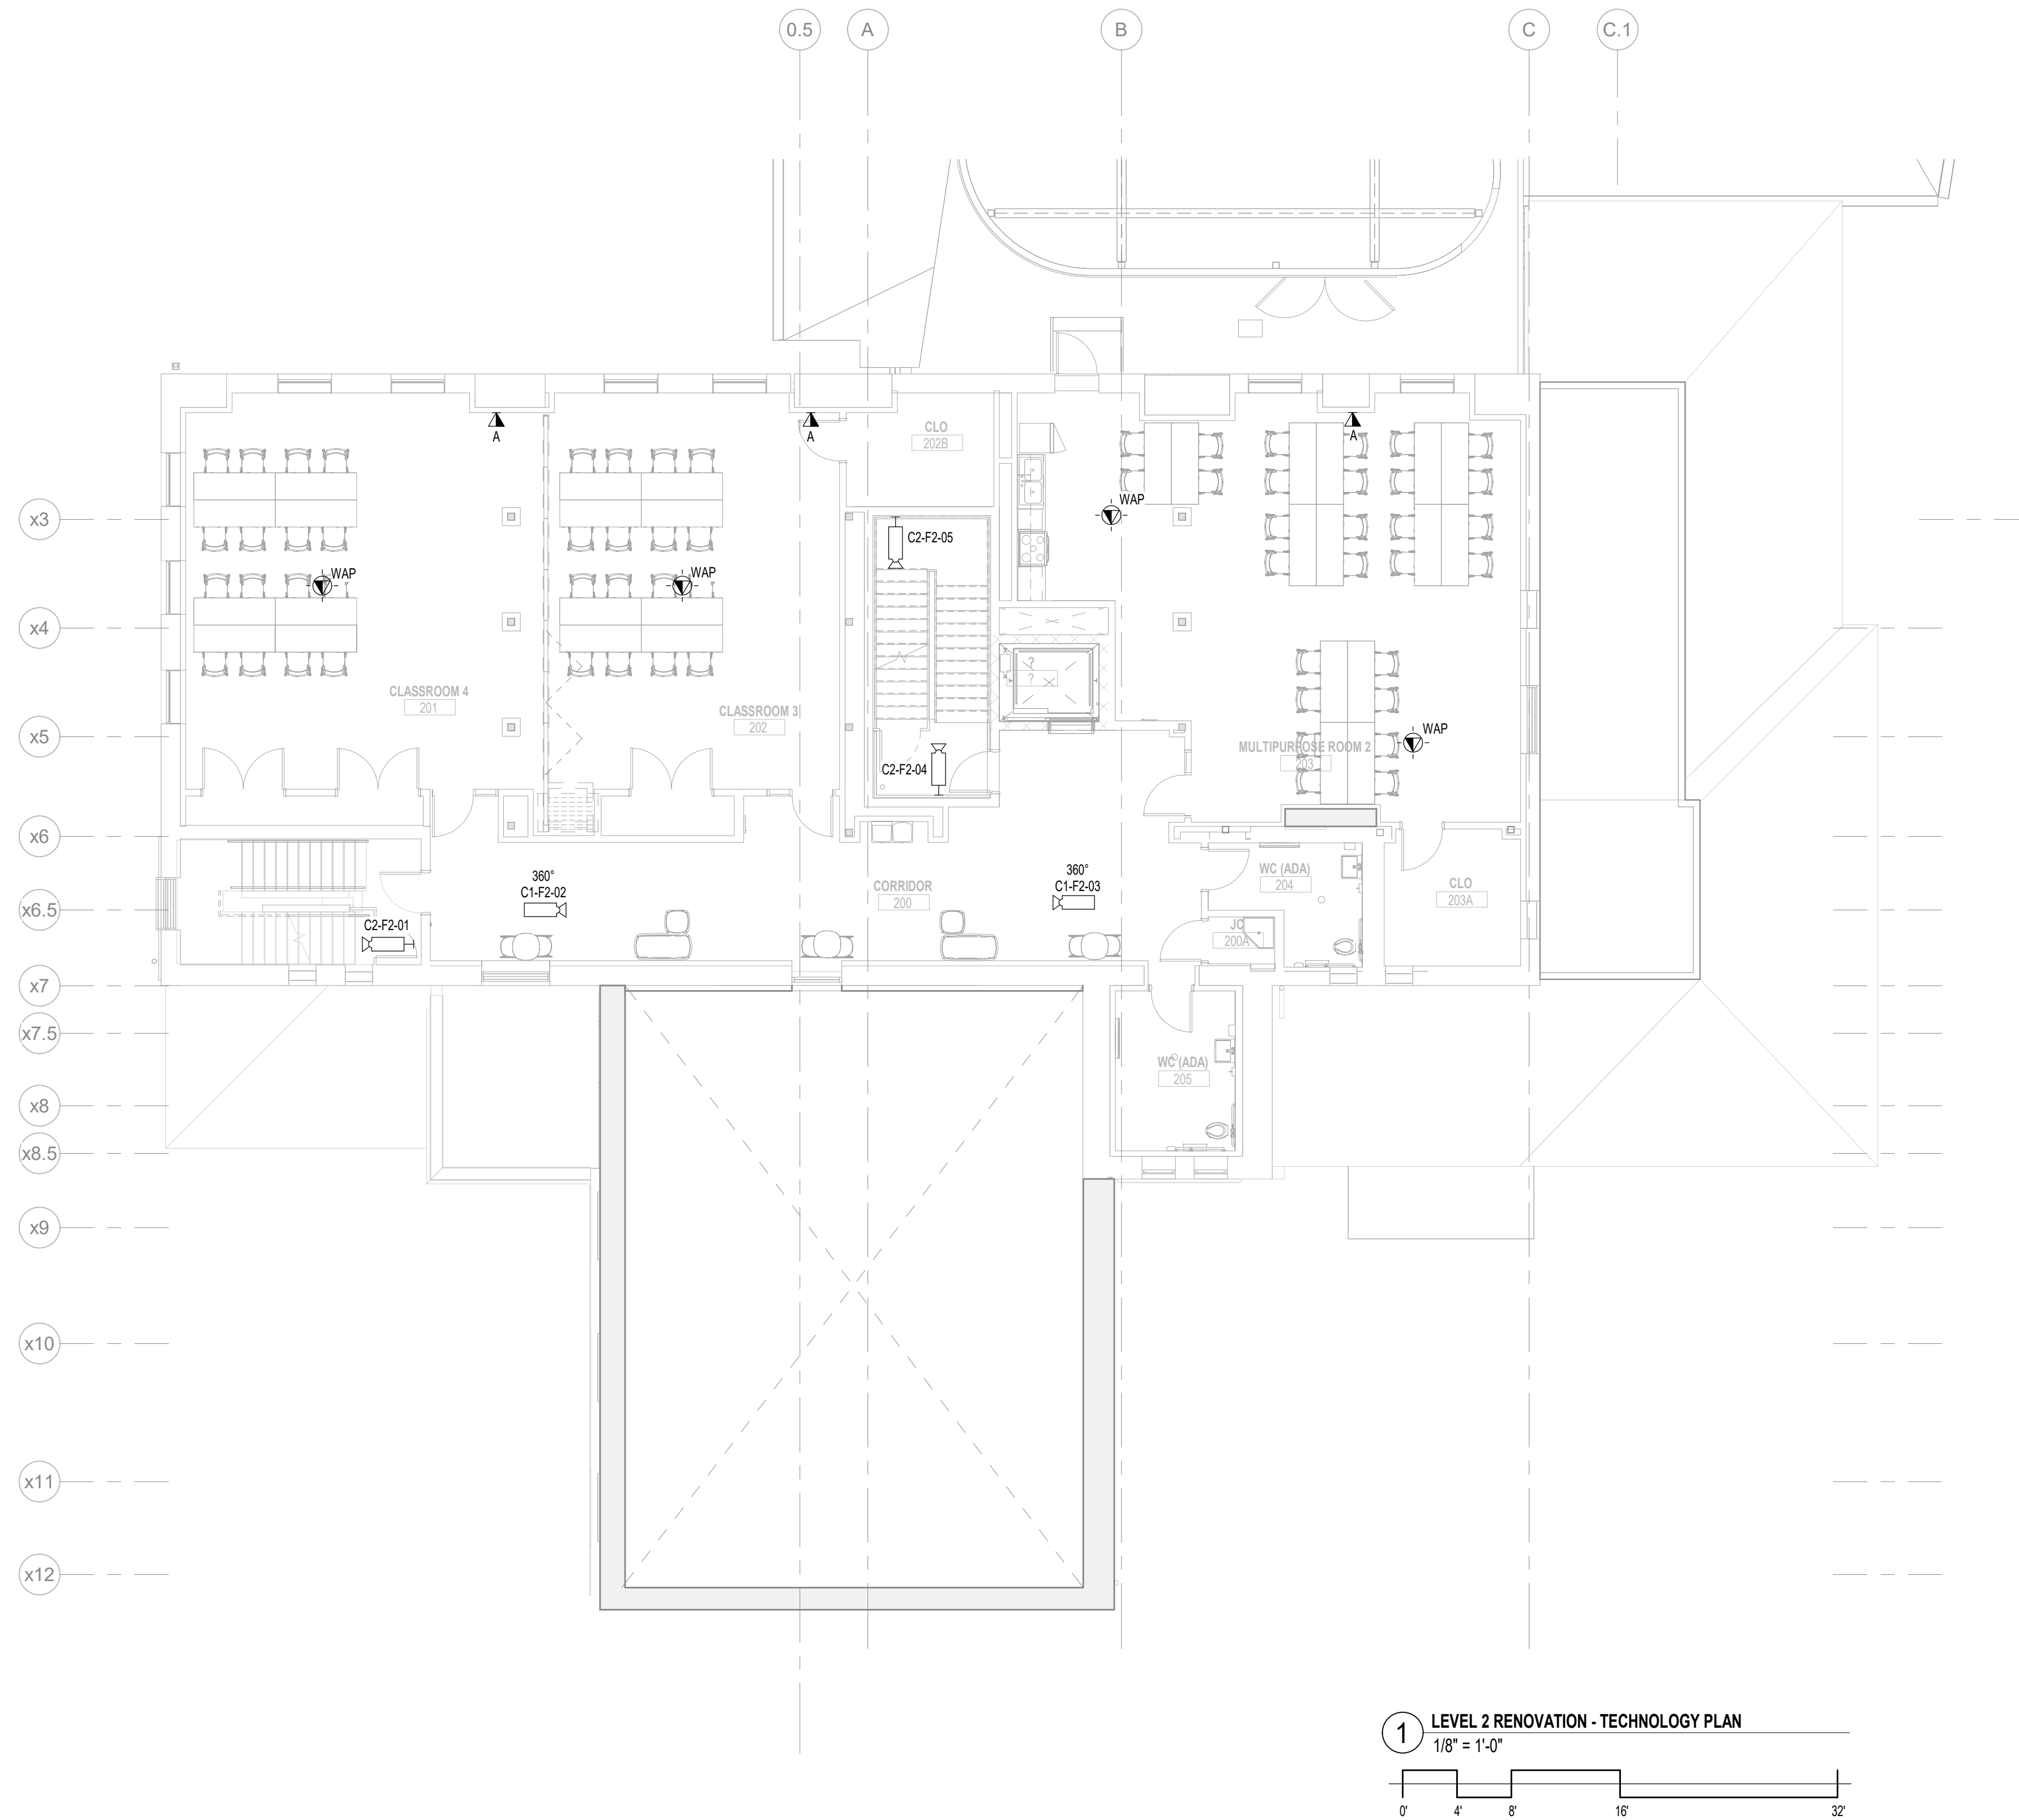 0.5
A
B
C
C.1
A
A
A
CLO
202B
x3
WAP
C2-F2-05
WAP
WAP
x4
?
?
CLASSROOM 4
201
CLASSROOM 3
202
x5
WAP
MULTIPURPOSE ROOM 2
203
C2-F2-04
x6
360°
C1-F2-02
360°
C1-F2-03
WC (ADA)
204
CORRIDOR
200
CLO
203A
x6.5
C2-F2-01
JC
200A
x7
x7.5
WC (ADA)
205
x8
x8.5
x9
x10
x11
x12
1
LEVEL 2 RENOVATION - TECHNOLOGY PLAN
1/8" = 1'-0"
0'
4'
8'
16'
32'